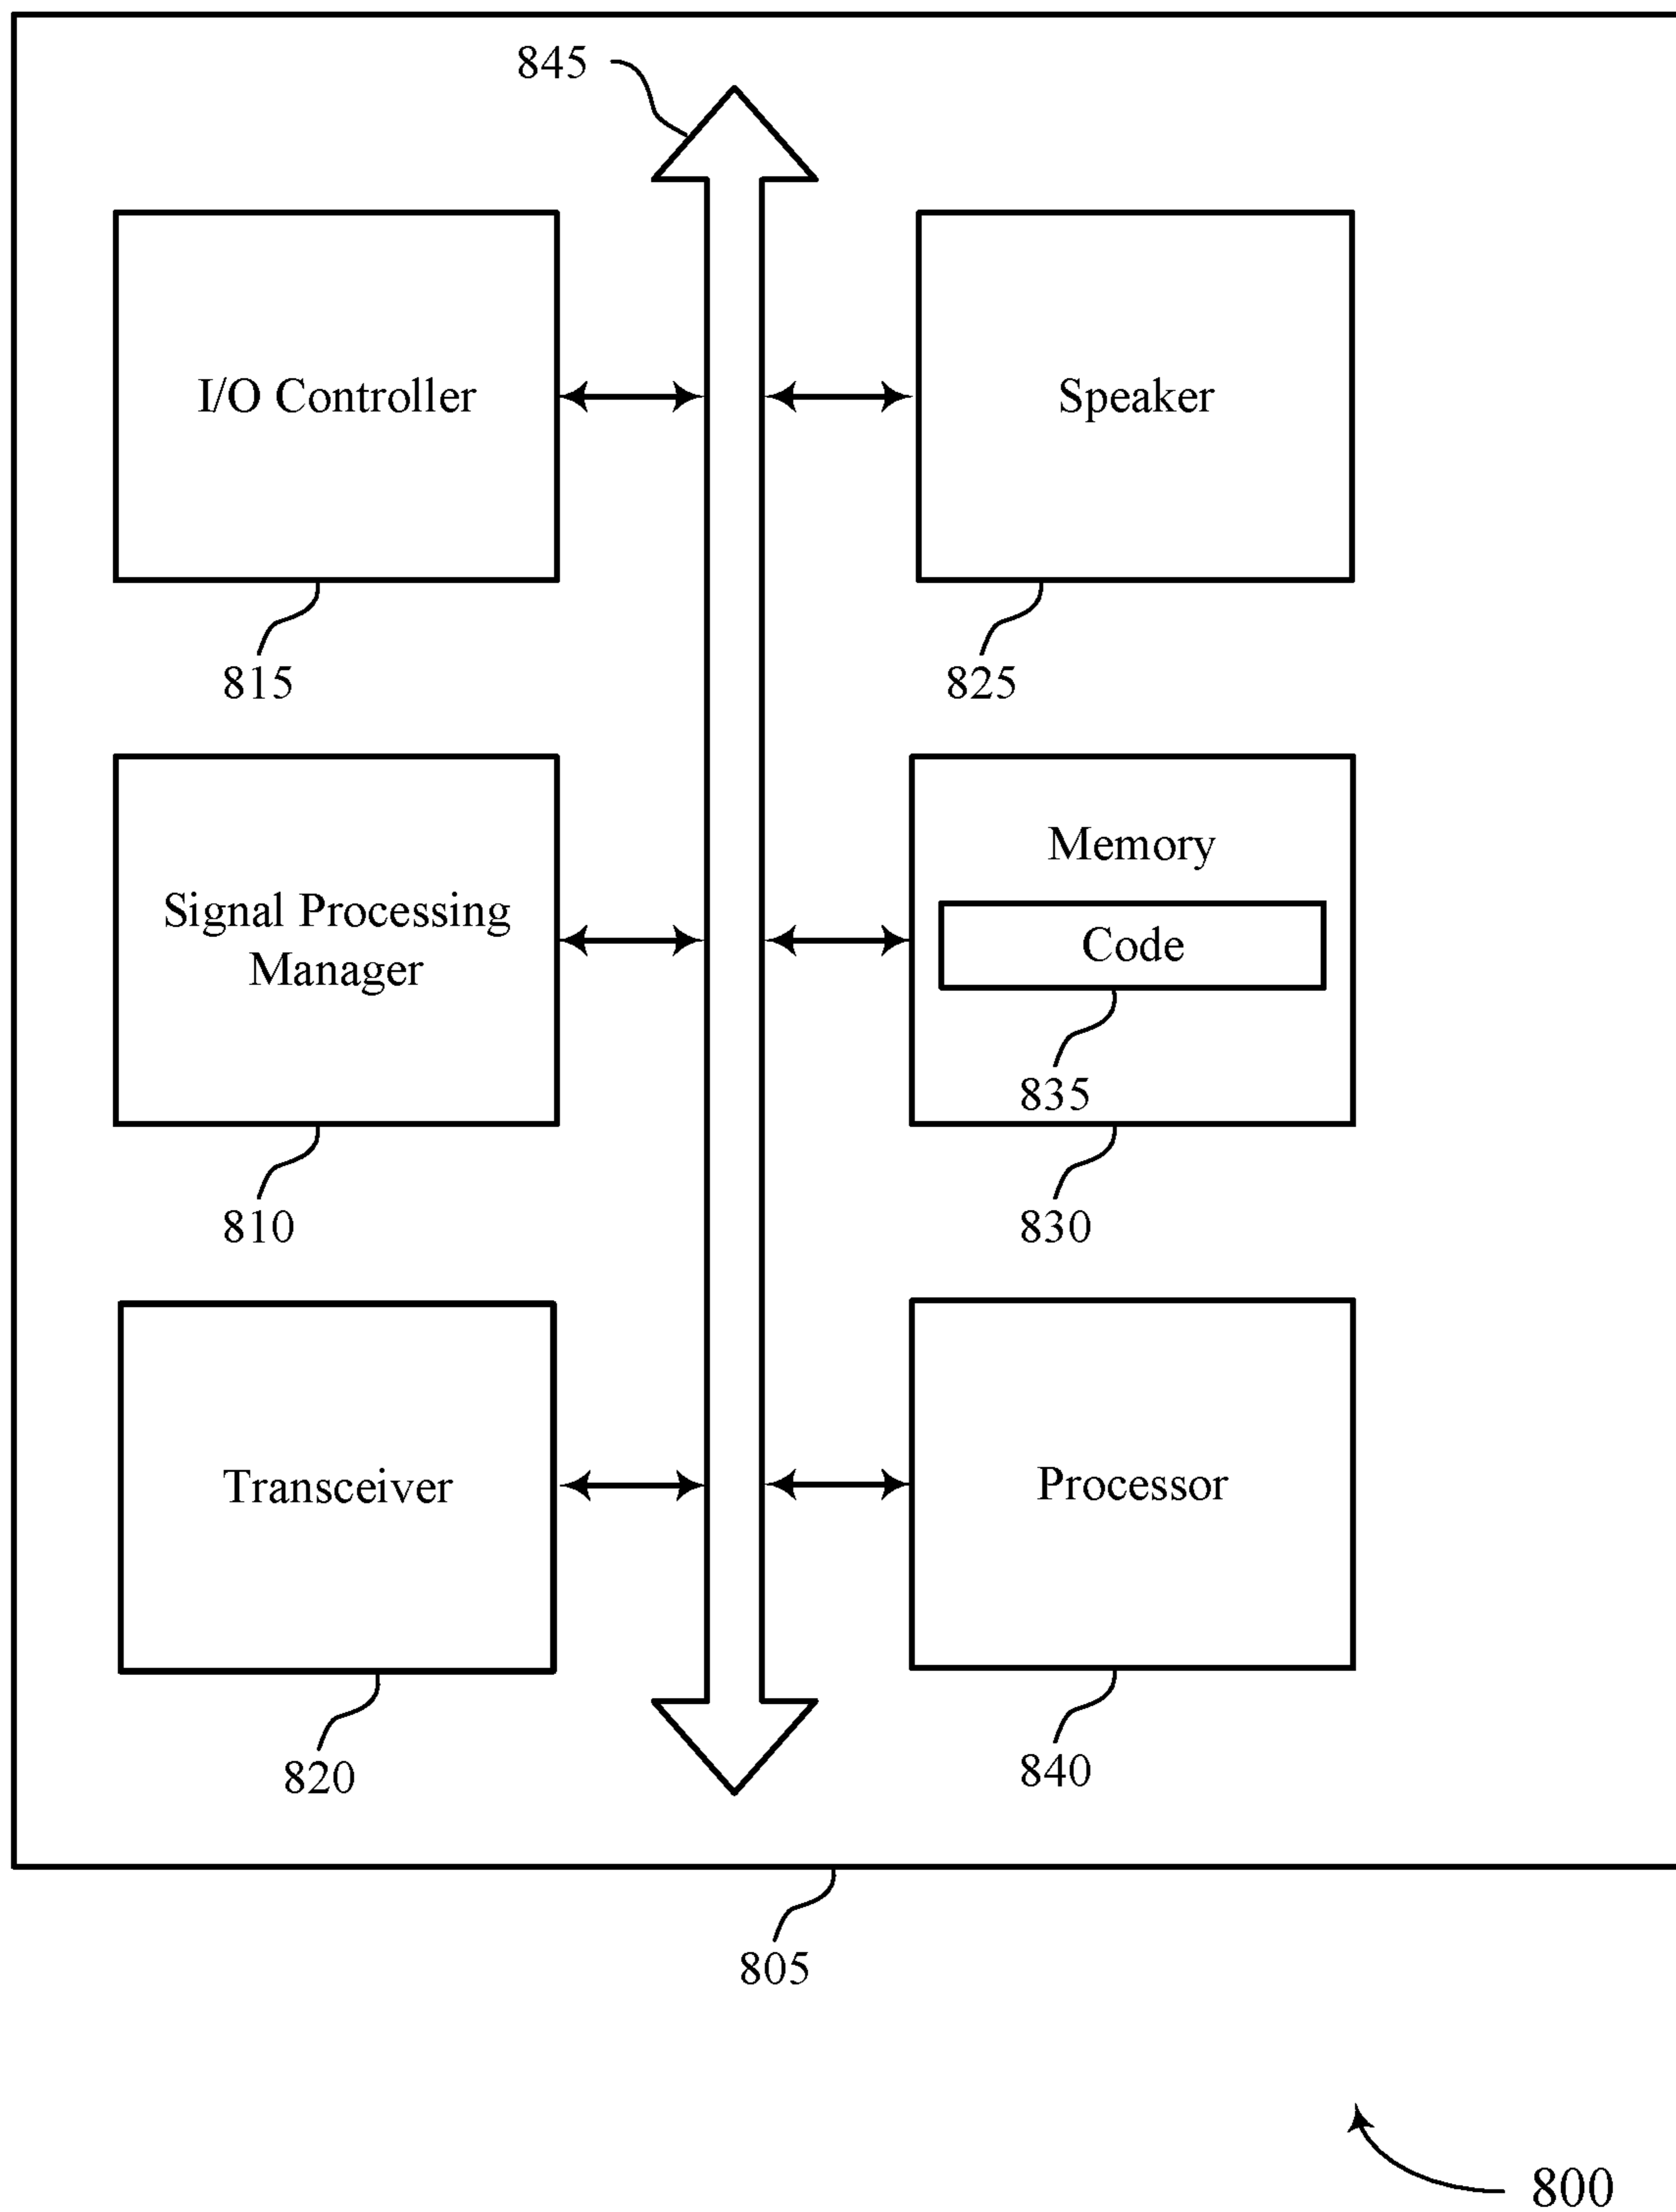 845
I/O Controller
Speaker
815
825
Signal Processing
Manager
Memory
Code
835
810
830
Transceiver
Processor
820
840
805
800